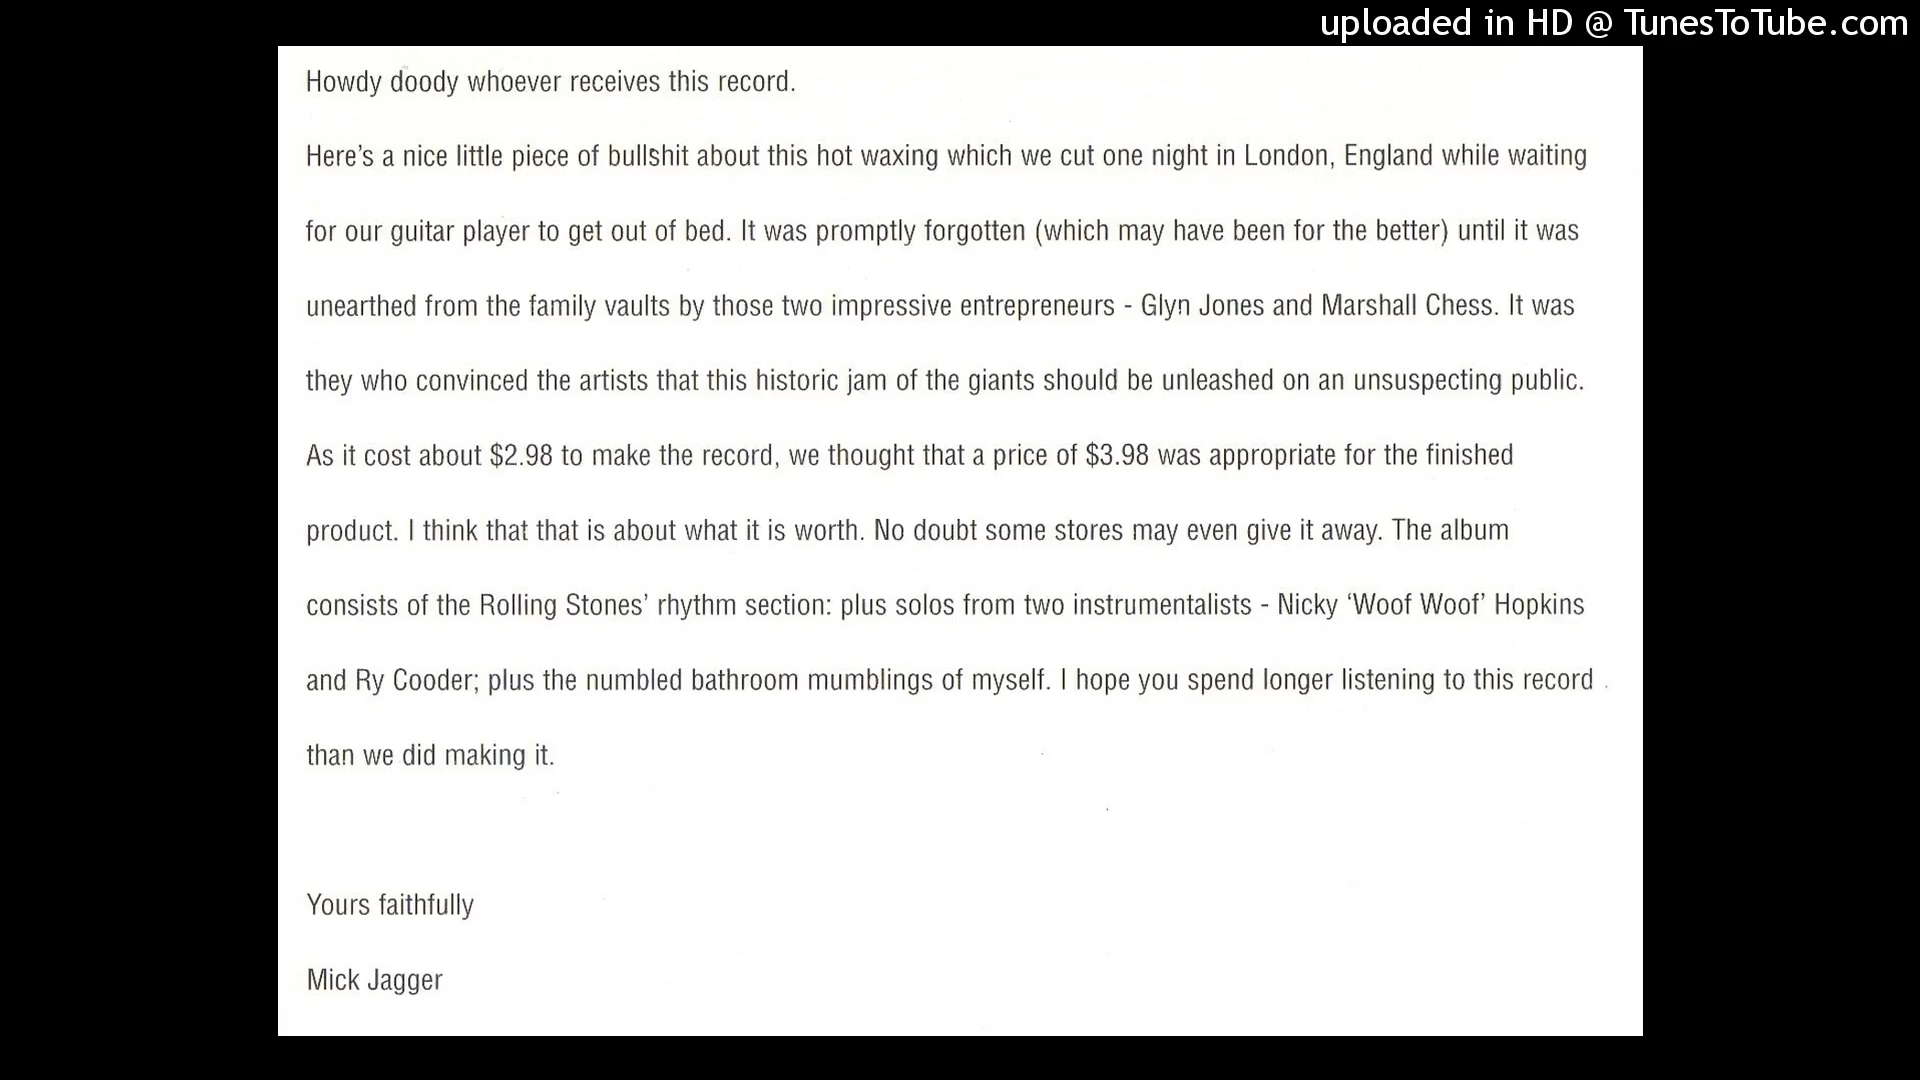 uploaded in HD @ TunesToTube.com
Howdy doody whoever receives this record.
Here's a nice little piece of bullshit about this hot waxing which we cut one night in London, England while waiting
for our guitar player to get out of bed. It was promptly forgotten (which may have been for the better) until it was
unearthed from the family vaults by those two impressive entrepreneurs - Glyn Jones and Marshall Chess. It was
they who convinced the artists that this historic jam of the giants should be unleashed on an unsuspecting public.
As it cost about $2.98 to make the record, we thought that a price of $3.98 was appropriate for the finished
product. I think that that is about what it is worth. No doubt some stores may even give it away. The album
consists of the Rolling Stones’ rhythm section: plus solos from two instrumentalists - Nicky ‘Woof Woof’ Hopkins
and Ry Cooder; plus the numbled bathroom mumblings of myself. I hope you spend longer listening to this record
than we did making it.
Yours faithfully
Mick Jagger